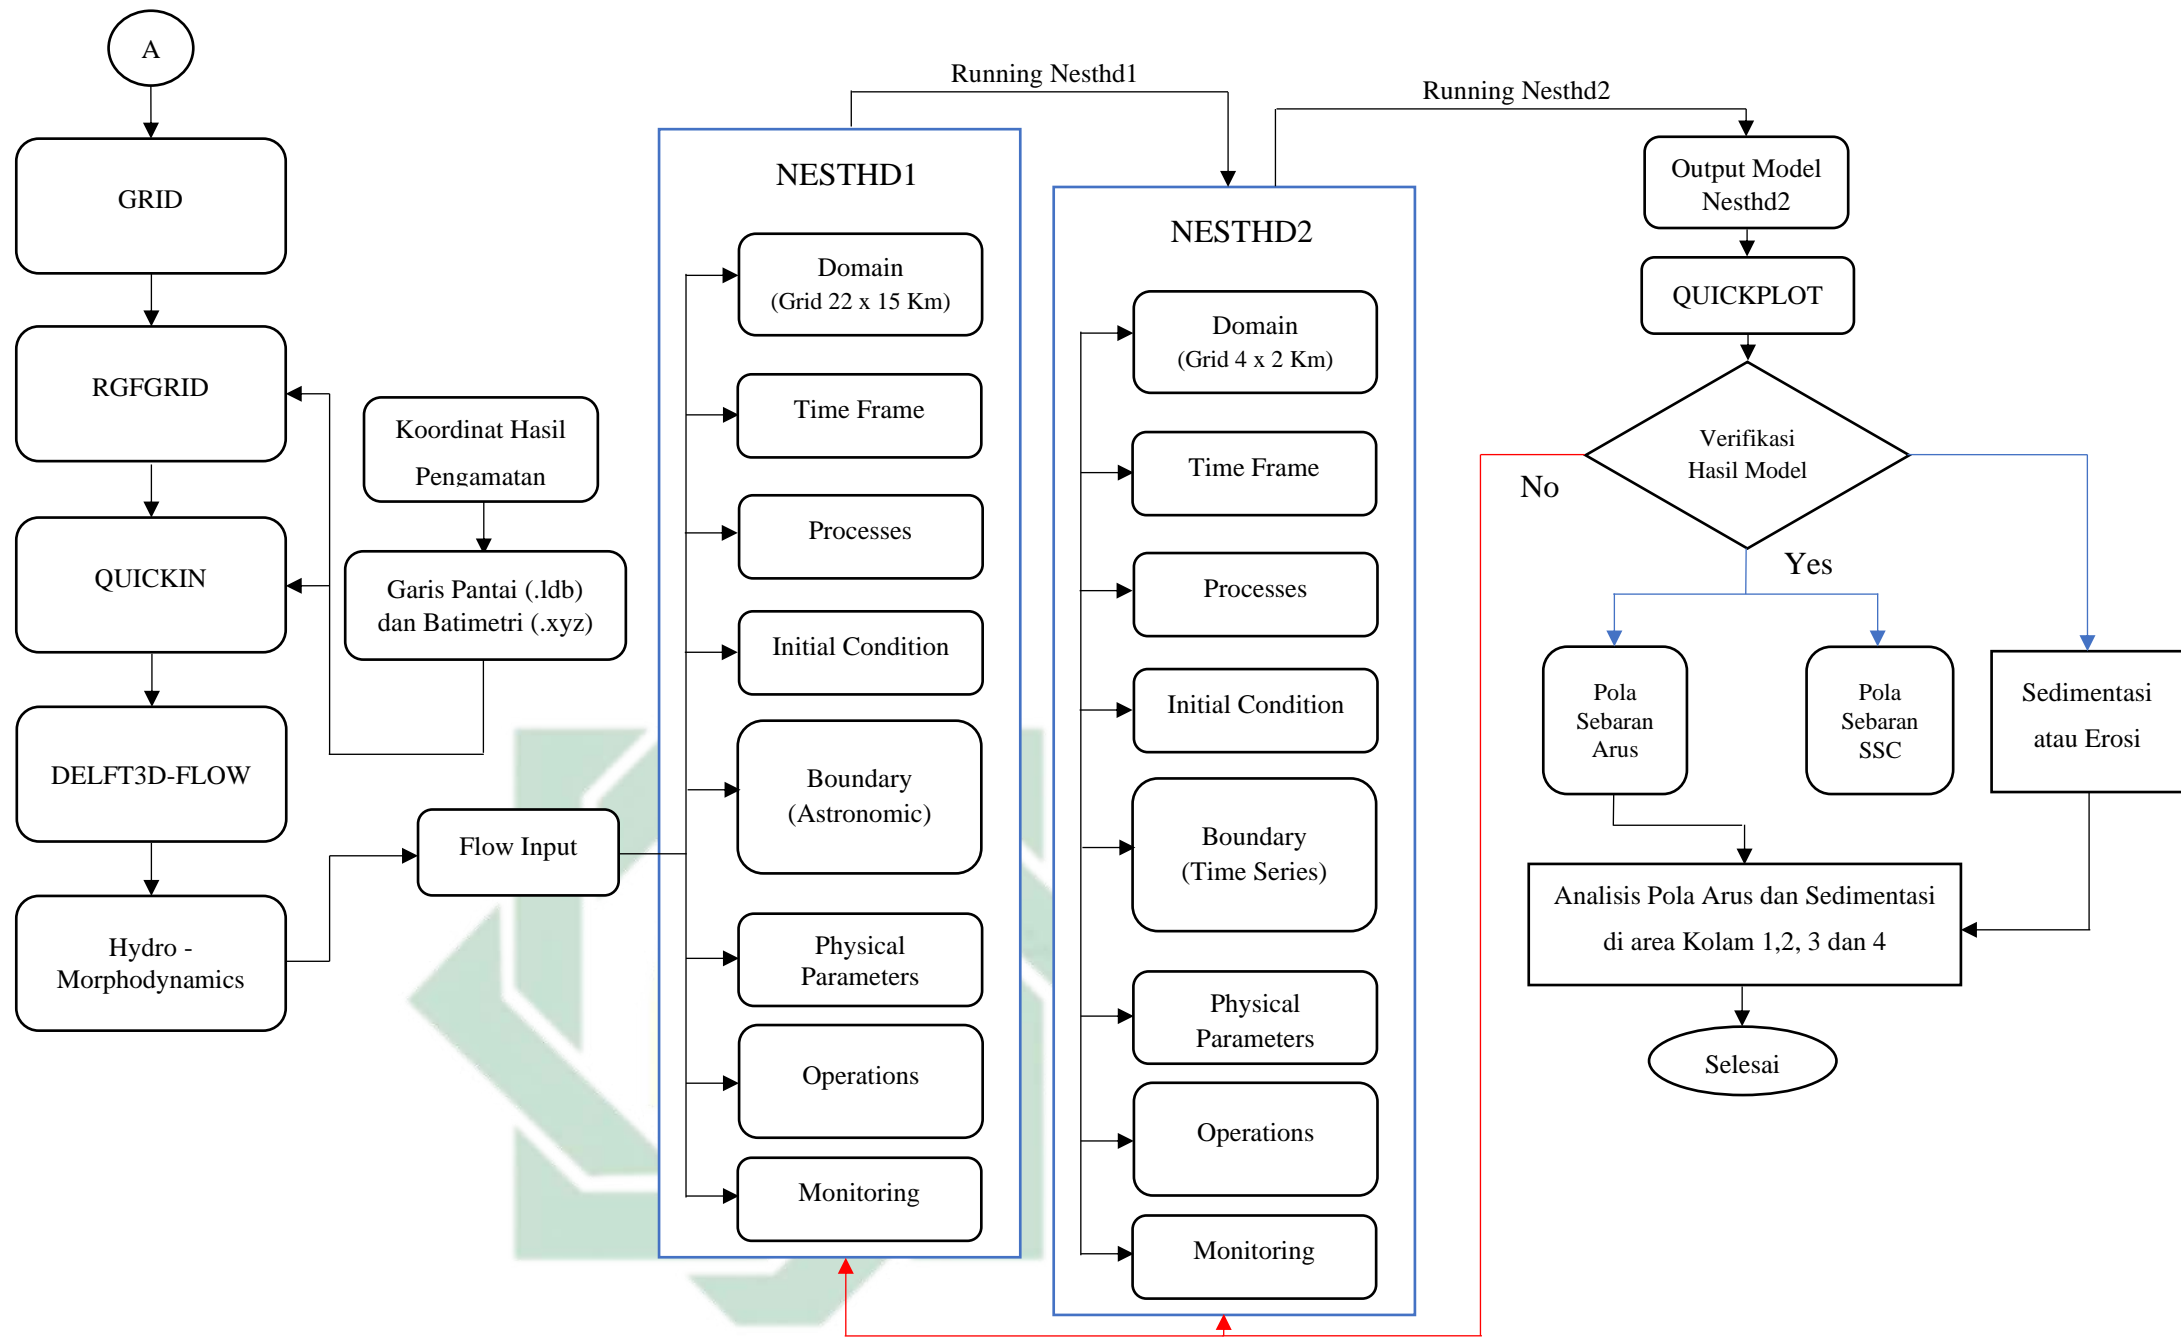 A
GRID
RGFGRID
QUICKIN
DELFT3D-FLOW
Hydro -
Morphodynamics
Koordinat Hasil
Pengamatan
Garis Pantai (.ldb)
dan Batimetri (.xyz)
Flow Input
Running Nesthd1
NESTHD1
Domain
(Grid 22 x 15 Km)
Time Frame
Processes
Initial Condition
Boundary
(Astronomic)
Physical
Parameters
Operations
Monitoring
Running Nesthd2
NESTHD2
Domain
(Grid 4 x 2 Km)
Time Frame
Processes
Initial Condition
Boundary
(Time Series)
Physical
Parameters
Operations
Monitoring
Output Model
Nesthd2
QUICKPLOT
Verifikasi
Hasil Model
No
Yes
Pola
Sebaran
Arus
Pola
Sebaran
SSC
Sedimentasi
atau Erosi
Analisis Pola Arus dan Sedimentasi
di area Kolam 1,2, 3 dan 4
Selesai